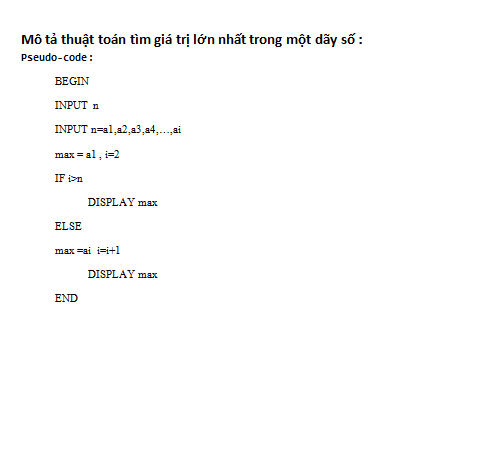 Mô tả thuật toán tìm giá trị lớn nhất trong một dãy số :
Pseudo-code :
BEGIN
INPUT n
INPUT n=a1,a2,a3,a4,…,ai
max = a1 , i=2
IF i>n
DISPLAY max
ELSE
max =ai i=i+1
DISPLAY max
END